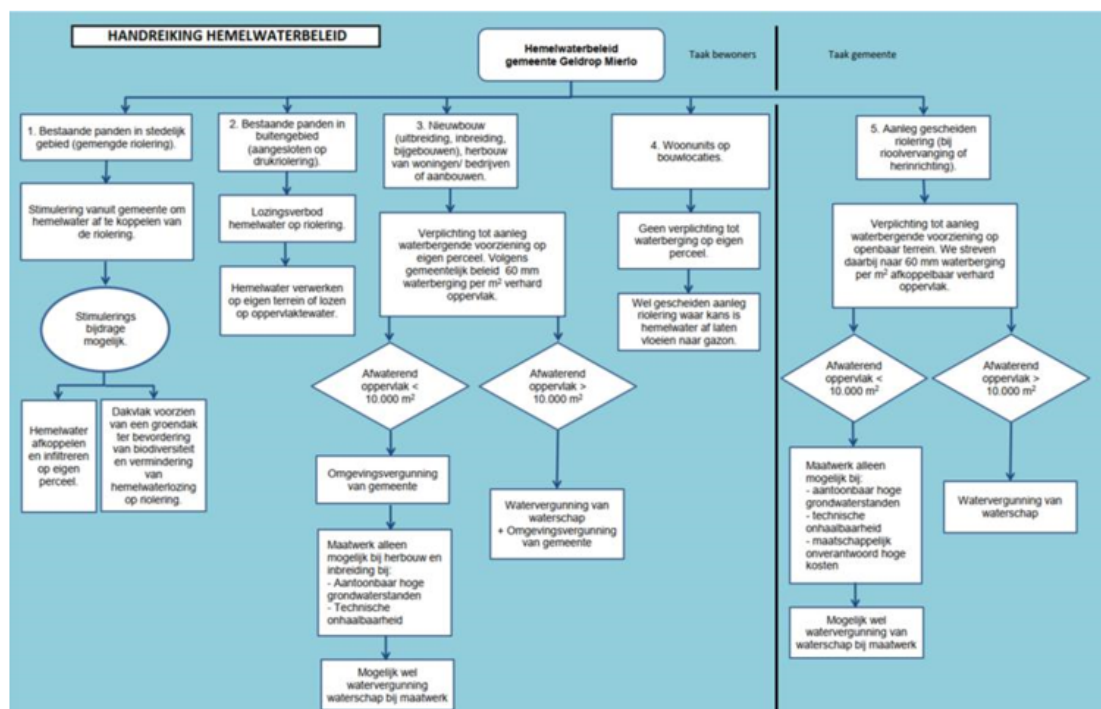 HANDREIKING HEMELWATERBELEID
Hemelwaterbeleid
gemeente Geldrop Mierlo
Taak bewoners
Taak gemeente
1. Bestaande panden in stedelijk
gebied (gemengde riolering).
Stimulering vanuit gemeente om
hemelwater af te koppelen van
de riolering.
Stimulerings
bijdrage
mogelijk.
Hemelwater
afkoppelen
en infiltreren
op eigen
perceel.
Dakvlak voorzien
van een groendak
ter bevordering
van biodiversiteit
en vermindering
van
hemelwaterlozing
op riolering.
2. Bestaande panden in
buitengebied
(aangesloten op
drukriolering).
Lozingsverbod
hemelwater op riolering.
Hemelwater verwerken
op eigen terrein of lozen
op oppervlaktewater.
3. Nieuwbouw
(uitbreiding, inbreiding,
bijgebouwen), herbouw
van woningen/ bedrijven
of aanbouwen.
Verplichting tot aanleg
waterbergende voorziening op
eigen perceel. Volgens
gemeentelijk beleid 60 mm
waterberging per m² verhard
oppervlak.
Afwaterend
oppervlak <
10.000 m²
Omgevingsvergunning
van gemeente
Maatwerk alleen
mogelijk bij herbouw en
inbreiding bij:
- Aantoonbaar hoge
grondwaterstanden
- Technische
onhaalbaarheid
Mogelijk wel
watervergunning
waterschap bij maatwerk
Afwaterend
oppervlak >
10.000 m²
Watervergunning van
waterschap
+ Omgevingsvergunning
van gemeente
4. Woonunits op
bouwlocaties.
Geen verplichting tot
waterberging op eigen
perceel.
Wel gescheiden aanleg
riolering waar kans is
hemelwater af laten
vloeien naar gazon.
5. Aanleg gescheiden
riolering (bij
rioolvervanging of
herinrichting).
Verplichting tot aanleg
waterbergende voorziening op
openbaar terrein. We streven
daarbij naar 60 mm waterberging
per m² afkoppelbaar verhard
oppervlak.
Afwaterend
oppervlak <
10.000 m²
Maatwerk alleen
mogelijk bij:
- aantoonbaar hoge
grondwaterstanden
- technische
onhaalbaarheid
- maatschappelijk
onverantwoord hoge
kosten
Mogelijk wel
watervergunning van
waterschap bij maatwerk
Afwaterend
oppervlak >
10.000 m²
Watervergunning van
waterschap